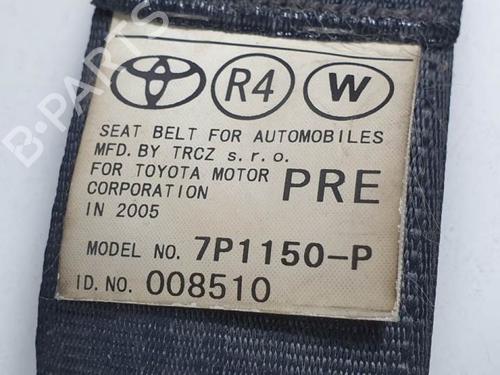 R4 W
SEAT BELT FOR AUTOMOBILES
MFD. BY TRCZ s.r.o.
FOR TOYOTA MOTOR
CORPORATION PRE
IN 2005
MODEL NO. 7P1150-P
ID. NO. 008510
B-PARTS